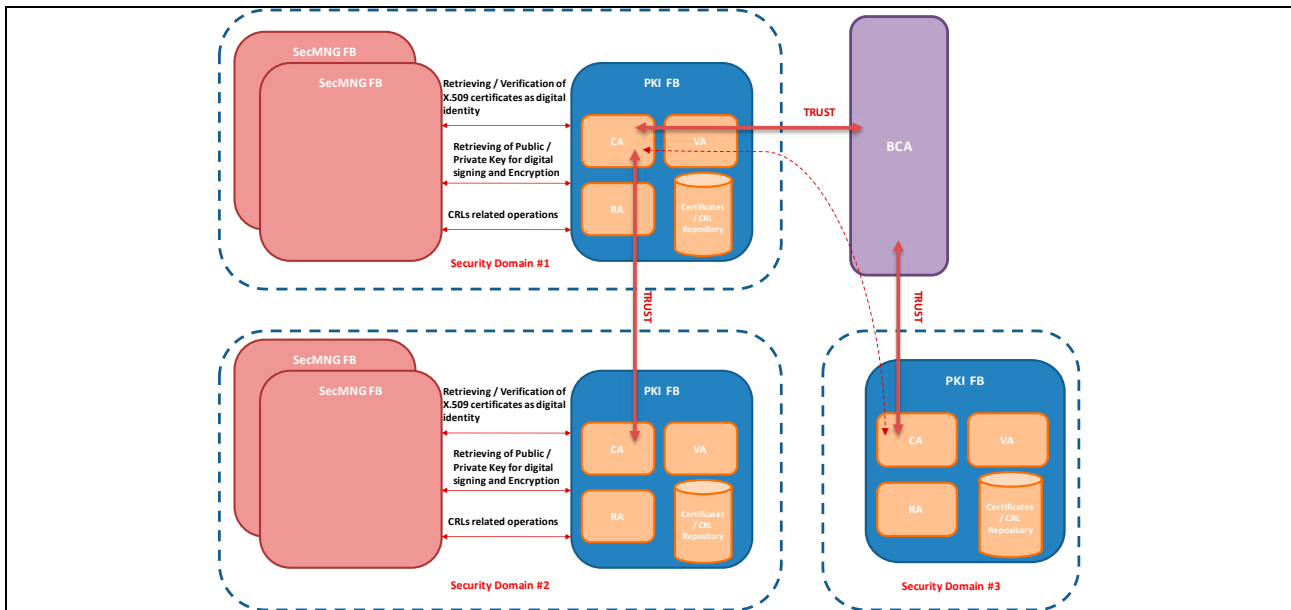 SecMNG FB
SecMNG FB
Retrieving / Verification of
X.509 certificates as digital
identity
Retrieving of Public /
Private Key for digital
signing and Encryption
CRLs related operations
PKI FB
CA
VA
RA
Certificates
/ CRL
Repository
Security Domain #1
TRUST
BCA
TRUST
TRUST
SecMNG FB
SecMNG FB
Retrieving / Verification of
X.509 certificates as digital
identity
Retrieving of Public /
Private Key for digital
signing and Encryption
CRLs related operations
PKI FB
CA
VA
RA
Certificates
/ CRL
Repository
Security Domain #2
PKI FB
CA
VA
RA
Certificates
/ CRL
Repository
Security Domain #3